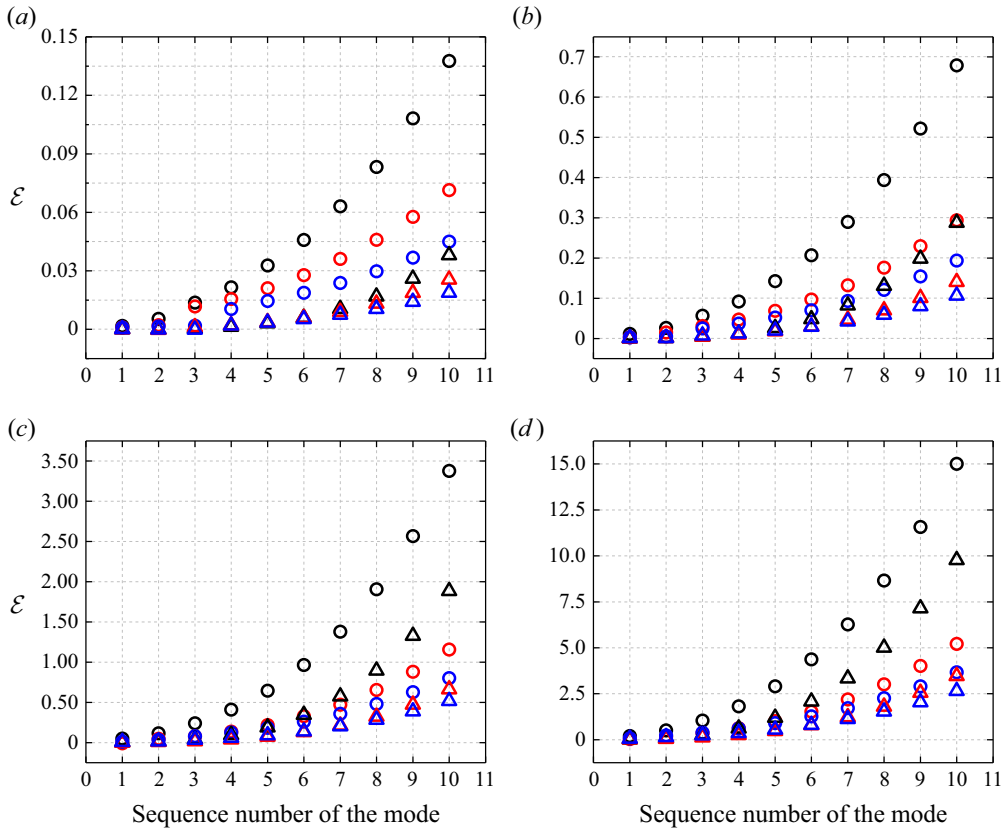 (a)
(b)
0.15
0.12
0.09
0.06
0.03
0
ℰ
0 1 2 3 4 5 6 7 8 9 10 11
0.7
0.6
0.5
0.4
0.3
0.2
0.1
0
0 1 2 3 4 5 6 7 8 9 10 11
(c)
(d)
3.50
3.00
2.50
2.00
1.50
1.00
0.50
0
ℰ
0 1 2 3 4 5 6 7 8 9 10 11
Sequence number of the mode
15.0
12.5
10.0
7.5
5.0
2.5
0
0 1 2 3 4 5 6 7 8 9 10 11
Sequence number of the mode